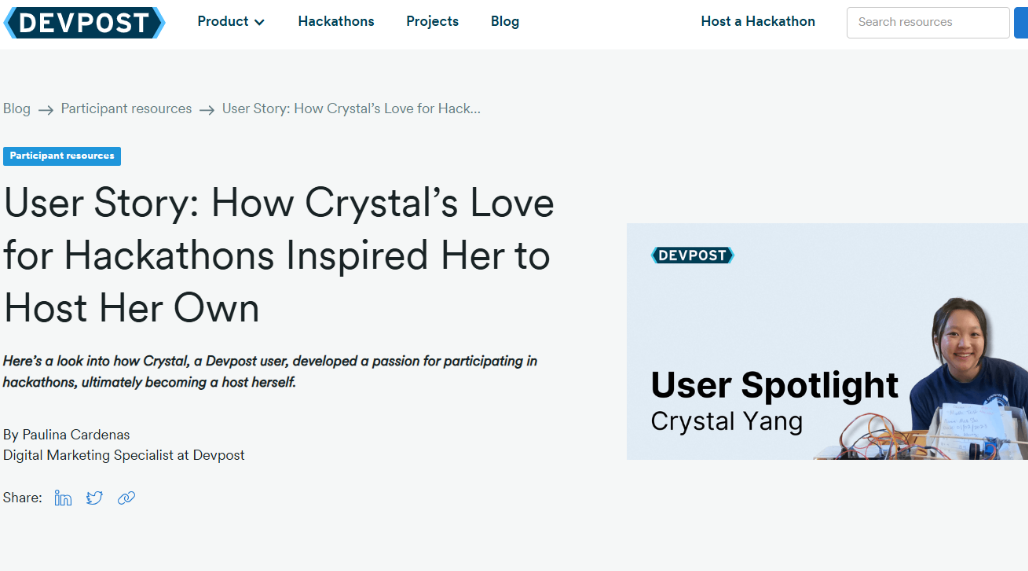 DEVPOST
Product
Hackathons
Projects
Blog
Host a Hackathon
Search resources
Blog → Participant resources → User Story: How Crystal’s Love for Hack...
Participant resources
User Story: How Crystal’s Love
for Hackathons Inspired Her to
Host Her Own
Here’s a look into how Crystal, a Devpost user, developed a passion for participating in
hackathons, ultimately becoming a host herself.
By Paulina Cardenas
Digital Marketing Specialist at Devpost
Share:
DEVPOST
User Spotlight
Crystal Yang